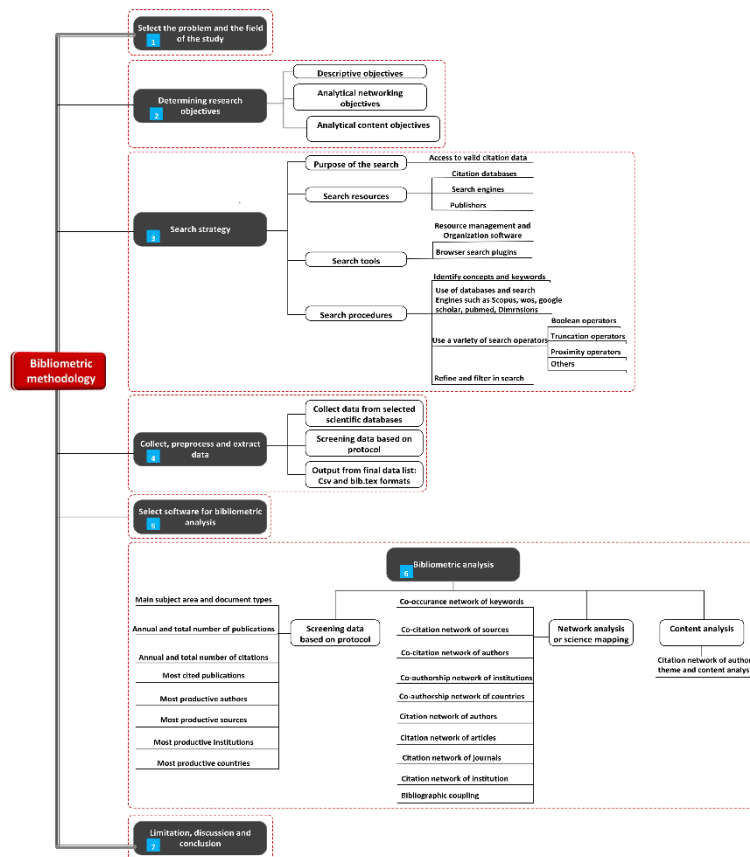 Bibliometric
methodology
Select the problem and the field
of the study
1
Determining research
objectives
2
Descriptive objectives
Analytical networking
objectives
Analytical content objectives
Search strategy
3
Purpose of the search
Access to valid citation data
Search resources
Citation databases
Search engines
Publishers
Search tools
Resource management and
Organization software
Browser search plugins
Search procedures
Identify concepts and keywords
Use of databases and search
Engines such as Scopus, wos, google
scholar, pubmed, Dimrnsions
Use a variety of search operators
Boolean operators
Truncation operators
Proximity operators
Others
Refine and filter in search
Collect, preprocess and extract
data
4
Collect data from selected
scientific databases
Screening data based on
protocol
Output from final data list:
Csv and bib.tex formats
Select software for bibliometric
analysis
5
Bibliometric analysis
6
Screening data
based on protocol
Main subject area and document types
Annual and total number of publications
Annual and total number of citations
Most cited publications
Most productive authors
Most productive sources
Most productive institutions
Most productive countries
Network analysis
or science mapping
Co-occurance network of keywords
Co-citation network of sources
Co-citation network of authors
Co-authorship network of institutions
Co-authorship network of countries
Citation network of authors
Citation network of articles
Citation network of journals
Citation network of institution
Bibliographic coupling
Content analysis
Citation network of author
theme and content analys
Limitation, discussion and
conclusion
7